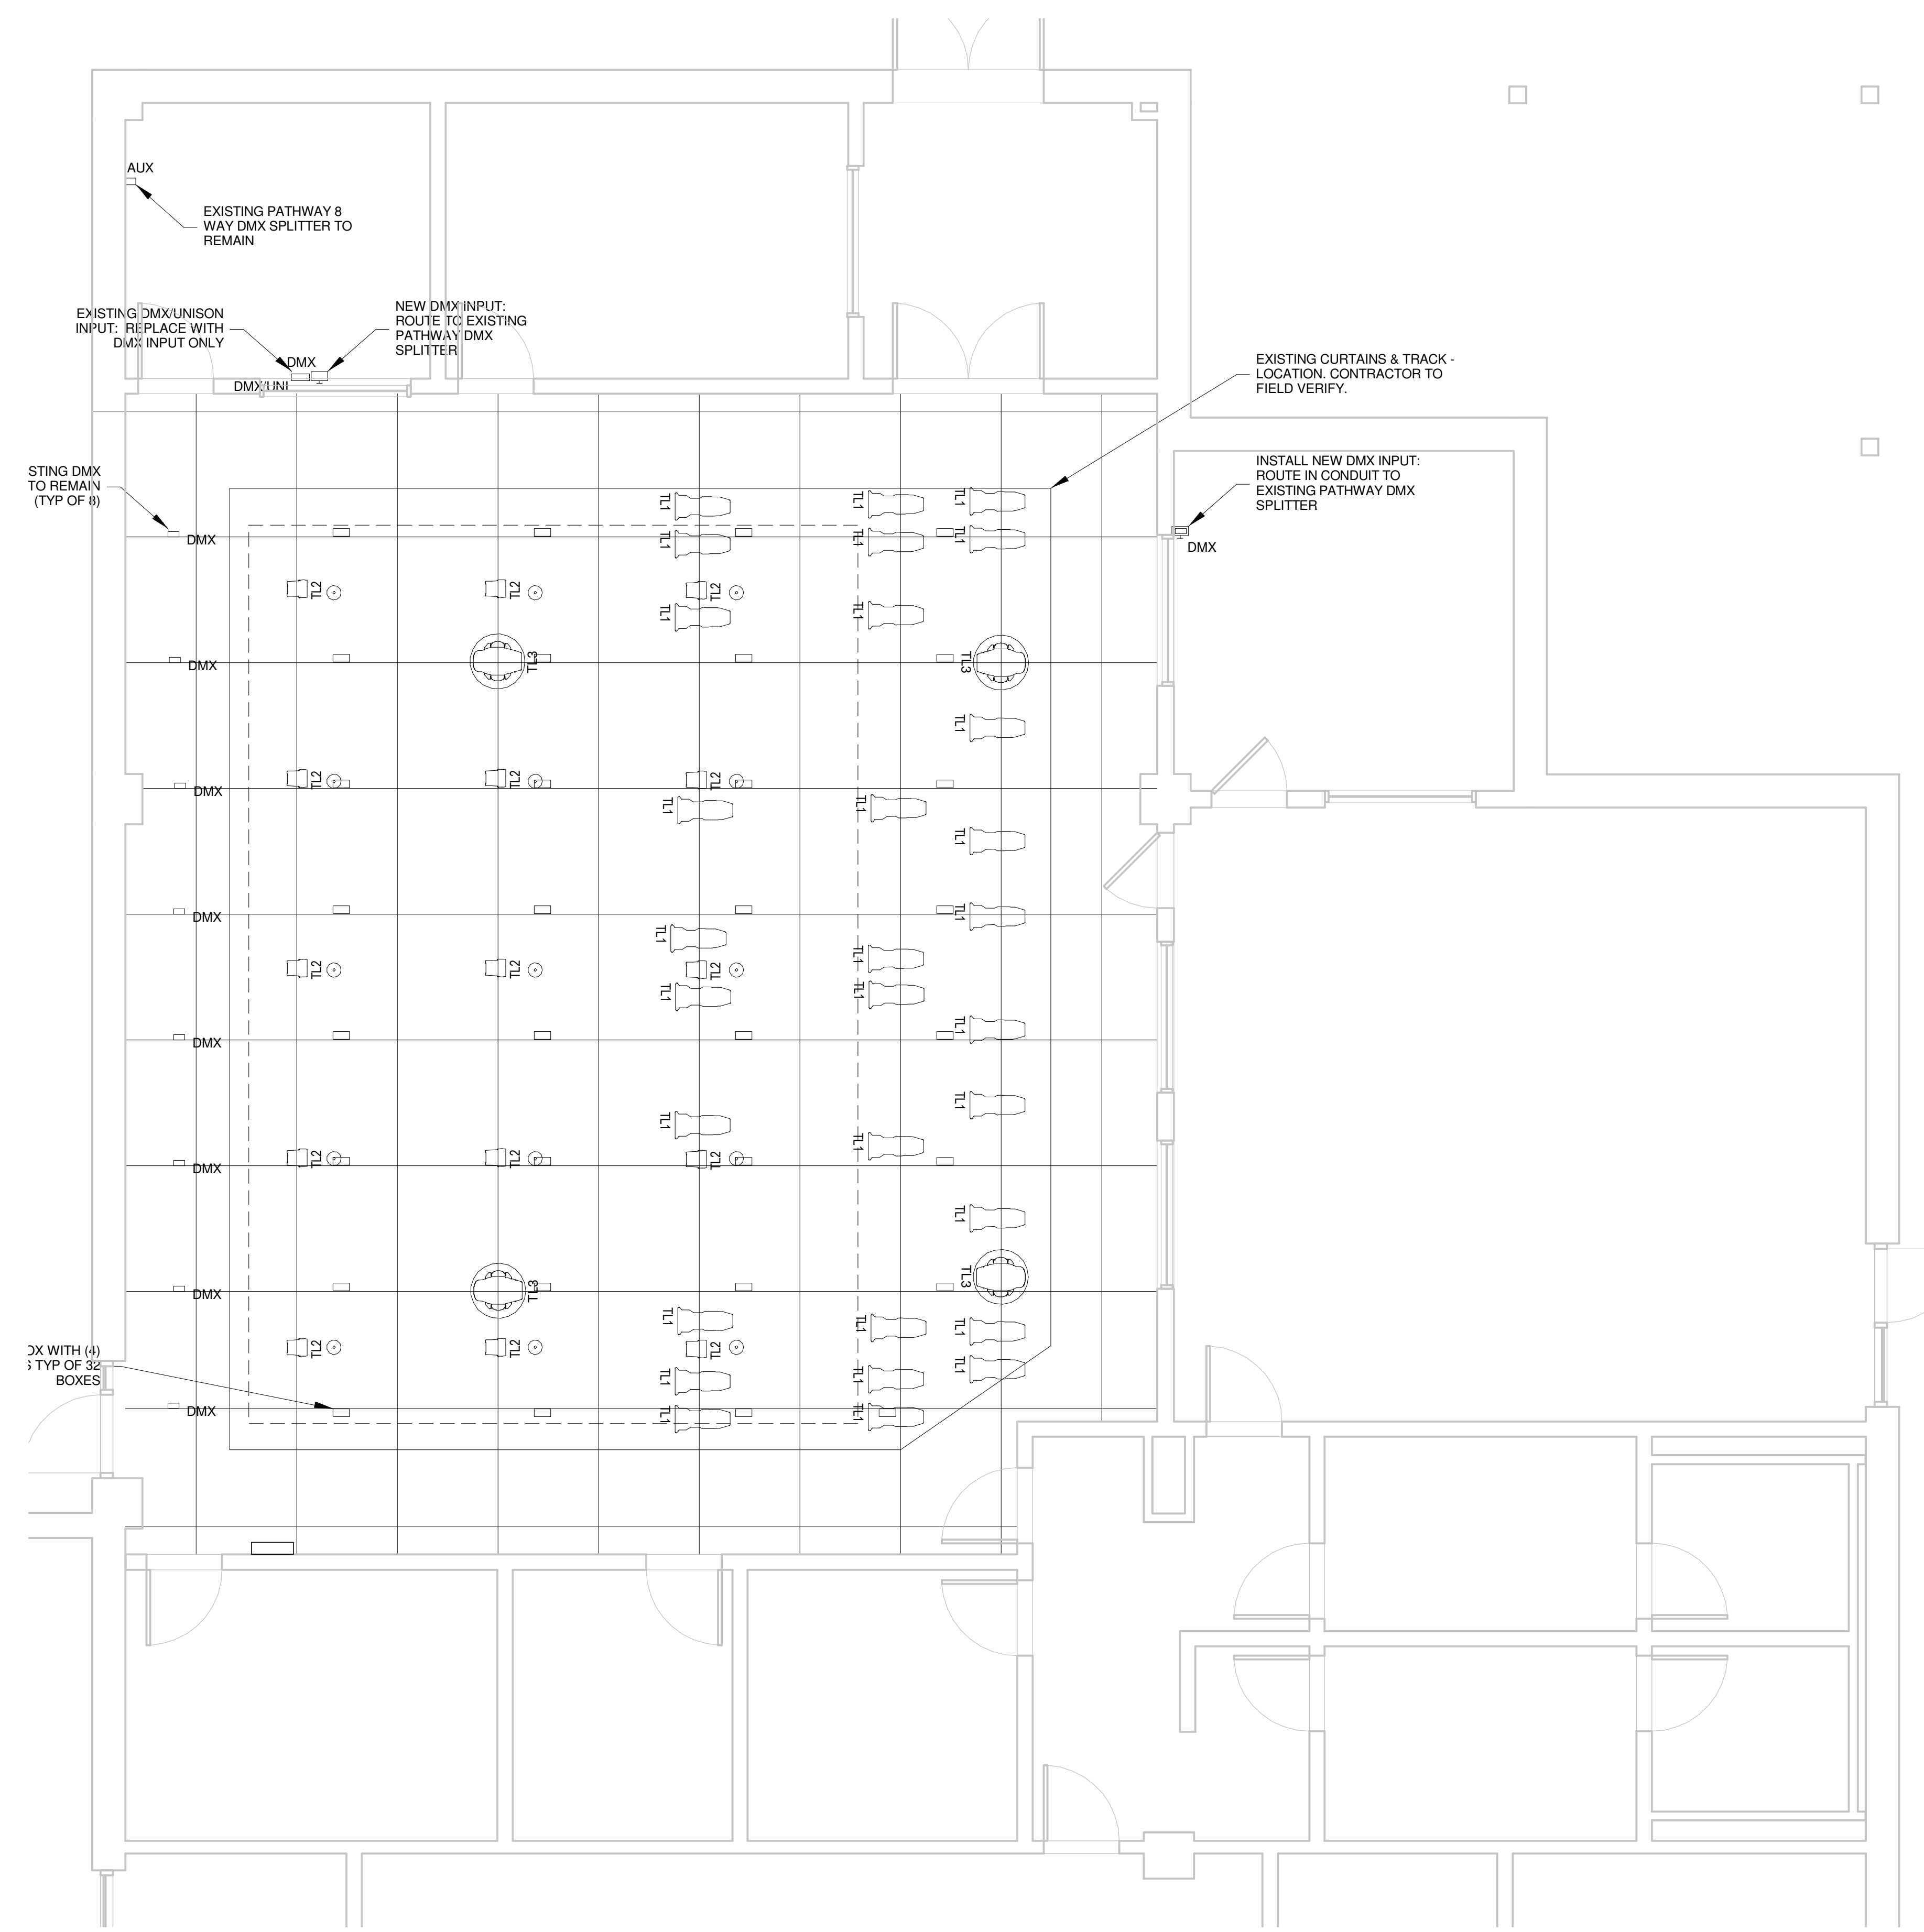 AUX
EXISTING PATHWAY 8
WAY DMX SPLITTER TO
REMAIN
EXISTING DMX/UNISON
INPUT: REPLACE WITH
DMX INPUT ONLY
NEW DMX INPUT:
ROUTE TO EXISTING
PATHWAY DMX
SPLITTER
DMX
DMX/UNI
EXISTING CURTAINS & TRACK -
LOCATION. CONTRACTOR TO
FIELD VERIFY.
INSTALL NEW DMX INPUT:
ROUTE IN CONDUIT TO
EXISTING PATHWAY DMX
SPLITTER
DMX
STING DMX
TO REMAIN
(TYP OF 8)
TL1
TL1
TL1
DMX
TL1
TL1
TL1
TL2
TL2
TL2
TL1
TL1
DMX
TL3
TL3
TL1
TL2
TL2
TL2
DMX
TL1
TL1
TL1
DMX
TL1
TL1
TL1
TL2
TL2
TL2
TL1
TL1
DMX
TL1
TL1
TL1
TL1
TL2
TL2
TL2
DMX
TL1
TL3
TL3
DMX
TL1
TL1
TL1
TL2
TL2
TL2
OX WITH (4)
S TYP OF 32
BOXES
TL1
TL1
TL1
DMX
TL1
TL1